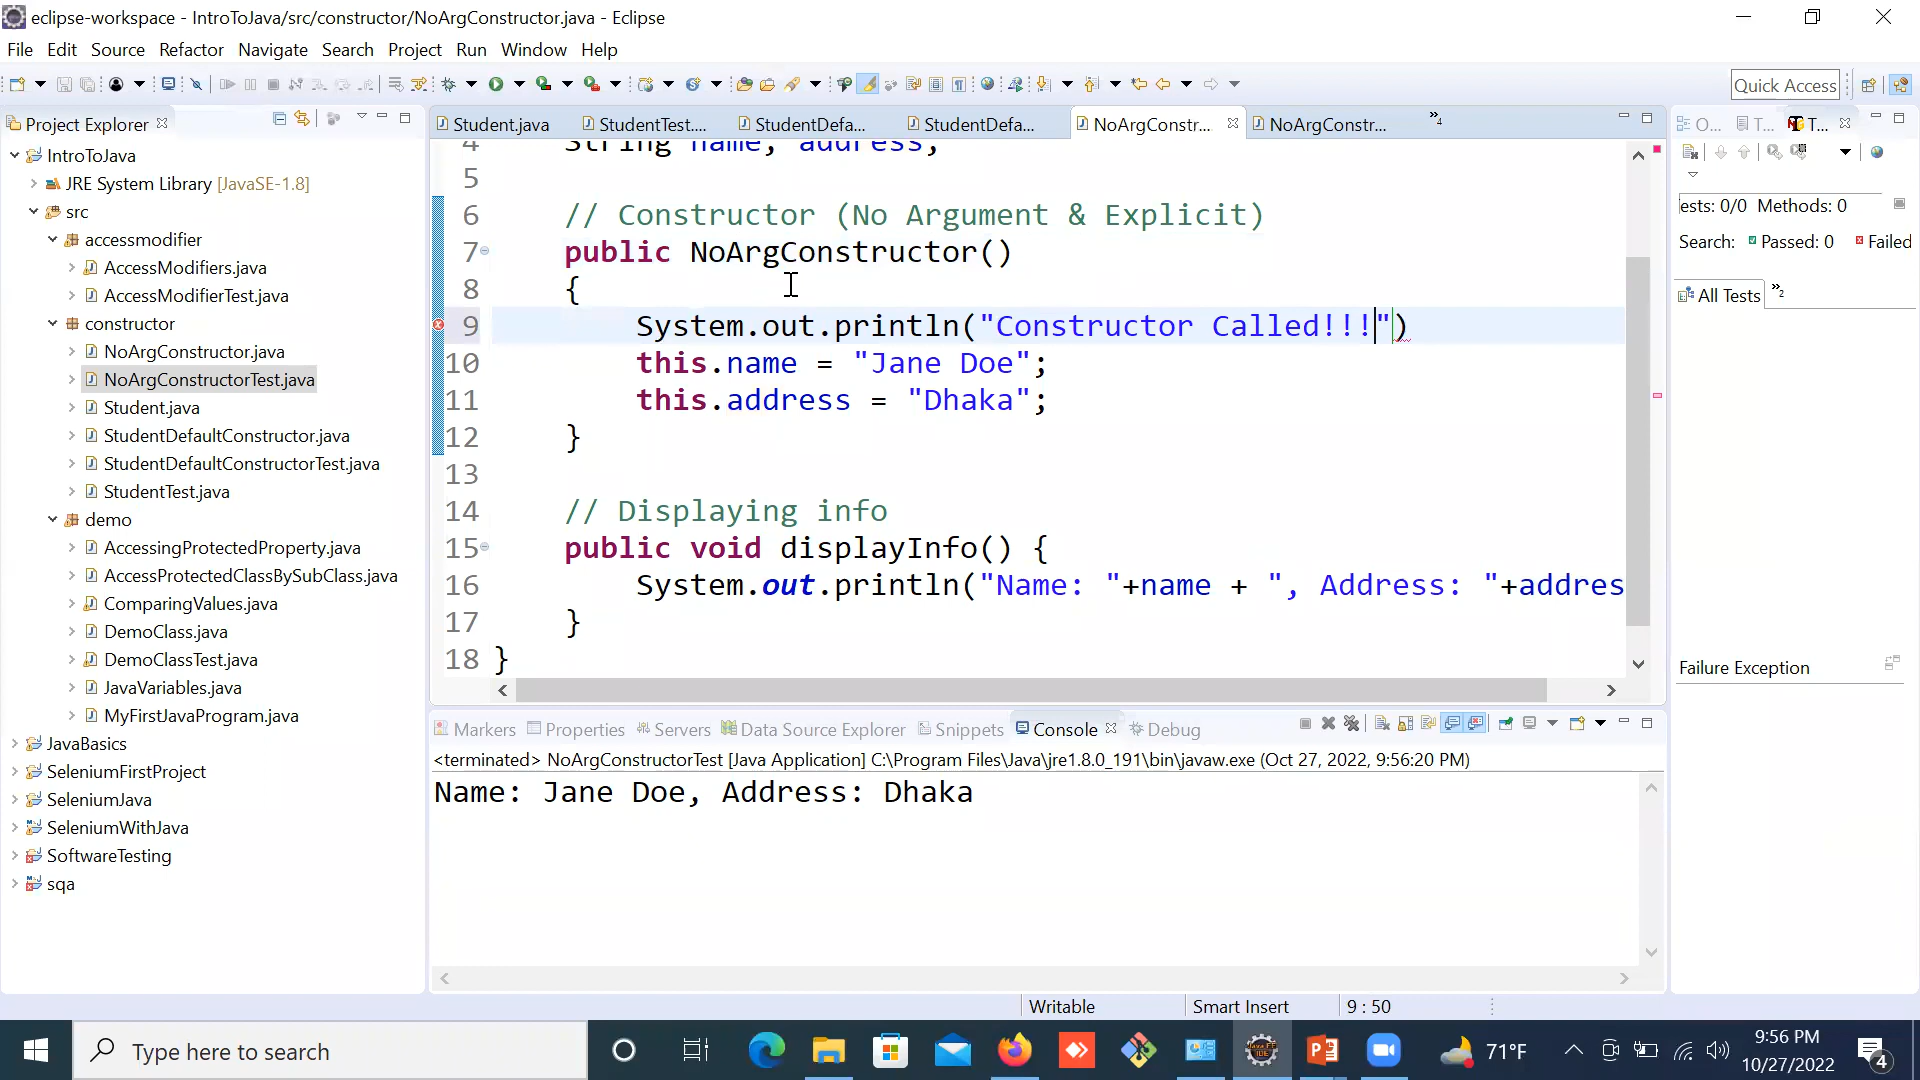 eclipse-workspace - IntroToJava/src/constructor/NoArgConstructor.java - Eclipse
File Edit Source Refactor Navigate Search Project Run Window Help
Quick Access
Project Explorer
IntroToJava
JRE System Library [JavaSE-1.8]
src
accessmodifier
AccessModifiers.java
AccessModifierTest.java
constructor
NoArgConstructor.java
NoArgConstructorTest.java
Student.java
StudentDefaultConstructor.java
StudentDefaultConstructorTest.java
StudentTest.java
demo
AccessingProtectedProperty.java
AccessProtectedClassBySubClass.java
ComparingValues.java
DemoClass.java
DemoClassTest.java
JavaVariables.java
MyFirstJavaProgram.java
JavaBasics
SeleniumFirstProject
SeleniumJava
SeleniumWithJava
SoftwareTesting
sqa
Student.java StudentTest.... StudentDefa... StudentDefa... NoArgConstr... NoArgConstr... »4
4 String name, address;
5
6 // Constructor (No Argument & Explicit)
7 public NoArgConstructor()
8 {
9 System.out.println("Constructor Called!!!")
10 this.name = "Jane Doe";
11 this.address = "Dhaka";
12 }
13
14 // Displaying info
15 public void displayInfo() {
16 System.out.println("Name: "+name + ", Address: "+addres
17 }
18 }
O... T... T...
ests: 0/0 Methods: 0
Search: Passed: 0 Failed
All Tests »2
Failure Exception
Markers Properties Servers Data Source Explorer Snippets Console Debug
<terminated> NoArgConstructorTest [Java Application] C:\Program Files\Java\jre1.8.0_191\bin\javaw.exe (Oct 27, 2022, 9:56:20 PM)
Name: Jane Doe, Address: Dhaka
Writable Smart Insert 9 : 50
Type here to search
71°F
9:56 PM
10/27/2022
4